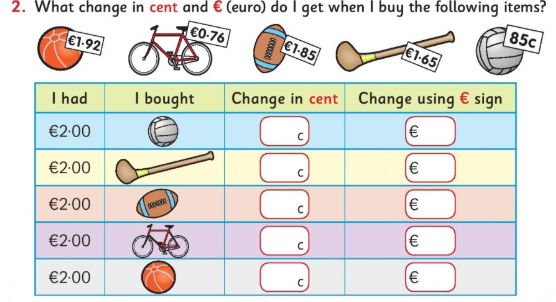 2. What change in cent and € (euro) do I get when I buy the following items?
€1·92
€0·76
€1·85
€1·65
85c
I had I bought Change in cent Change using € sign
€2·00 c €
€2·00 c €
€2·00 c €
€2·00 c €
€2·00 c €